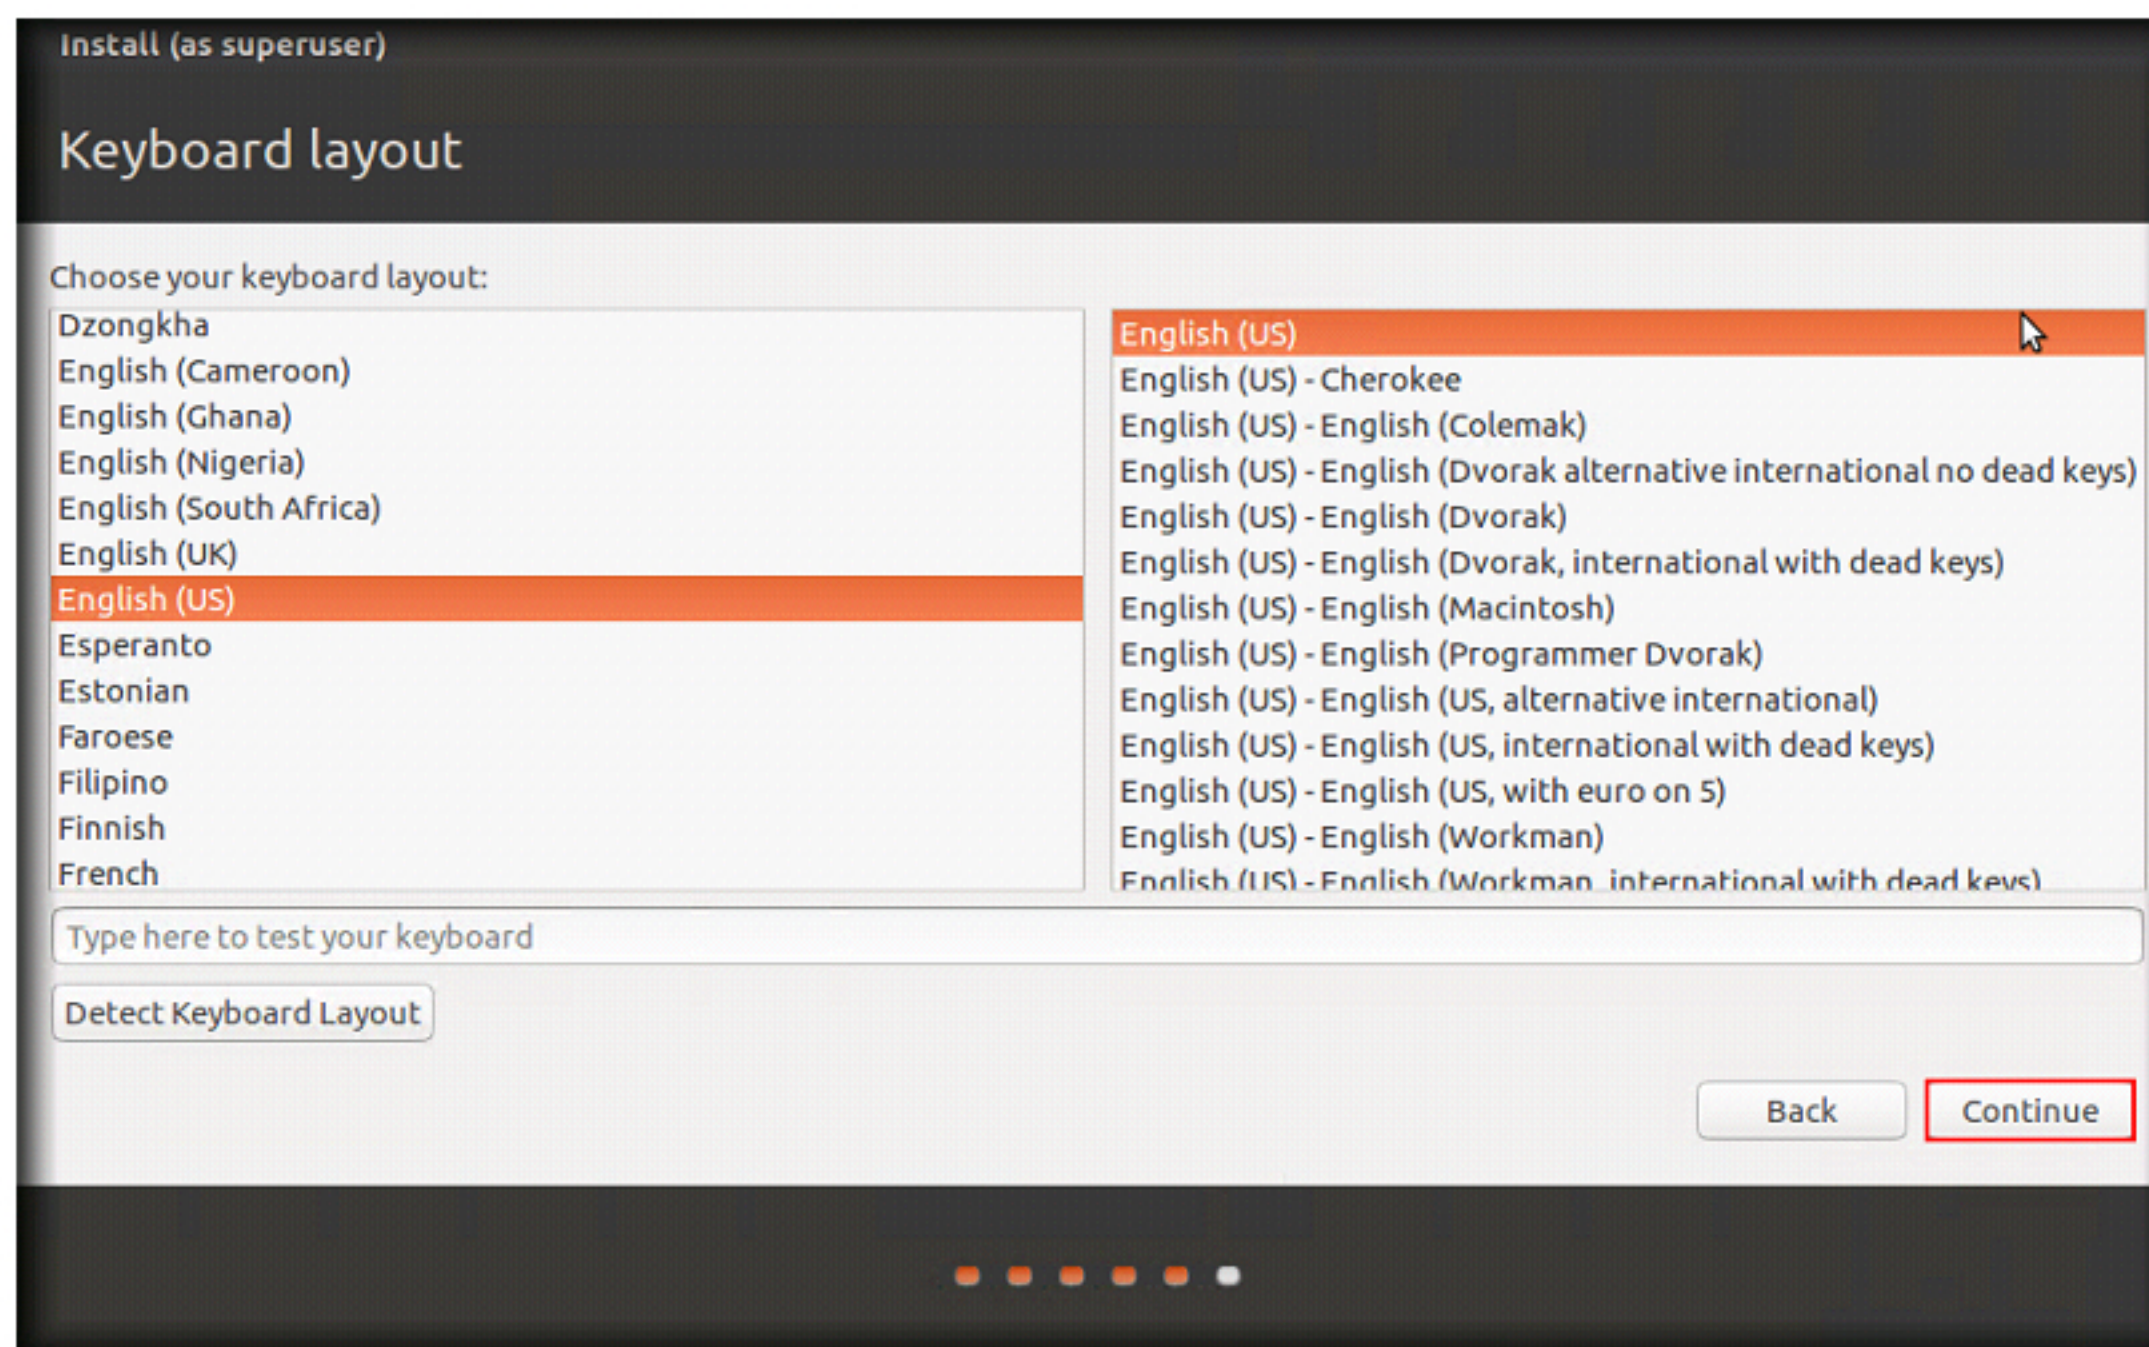 Install (as superuser)
Keyboard layout
Choose your keyboard layout:
Dzongkha
English (Cameroon)
English (Ghana)
English (Nigeria)
English (South Africa)
English (UK)
English (US)
Esperanto
Estonian
Faroese
Filipino
Finnish
French
English (US)
English (US) - Cherokee
English (US) - English (Colemak)
English (US) - English (Dvorak alternative international no dead keys)
English (US) - English (Dvorak)
English (US) - English (Dvorak, international with dead keys)
English (US) - English (Macintosh)
English (US) - English (Programmer Dvorak)
English (US) - English (US, alternative international)
English (US) - English (US, international with dead keys)
English (US) - English (US, with euro on 5)
English (US) - English (Workman)
English (US) - English (Workman, international with dead keys)
Type here to test your keyboard
Detect Keyboard Layout
Back
Continue